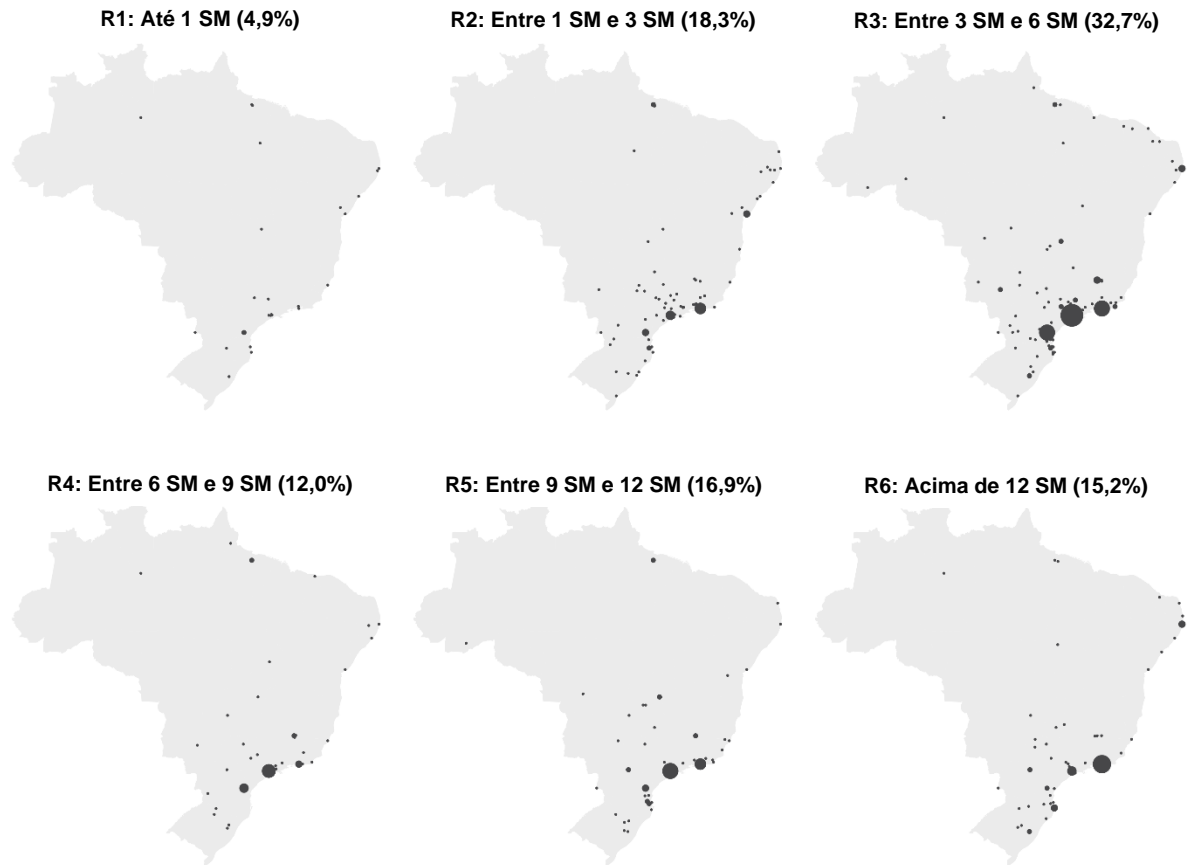 R1: Até 1 SM (4,9%)
R2: Entre 1 SM e 3 SM (18,3%)
R3: Entre 3 SM e 6 SM (32,7%)
R4: Entre 6 SM e 9 SM (12,0%)
R5: Entre 9 SM e 12 SM (16,9%)
R6: Acima de 12 SM (15,2%)